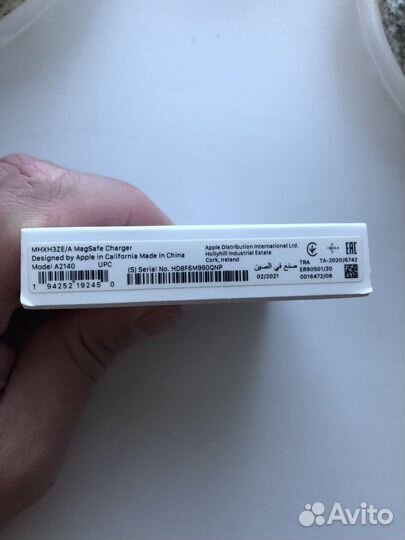 MHXH3ZE/A MagSafe Charger
Designed by Apple in California Made in China
Model A2140 UPC
1 94252 19245 0
(S) Serial No. HD8F6M990QNP
Apple Distribution International Ltd.
Hollyhill Industrial Estate
Cork, Ireland
صنع في الصين
02/2021
TRA
TA-2020/6742
ER90501/20
0016472/08
EAC
Avito